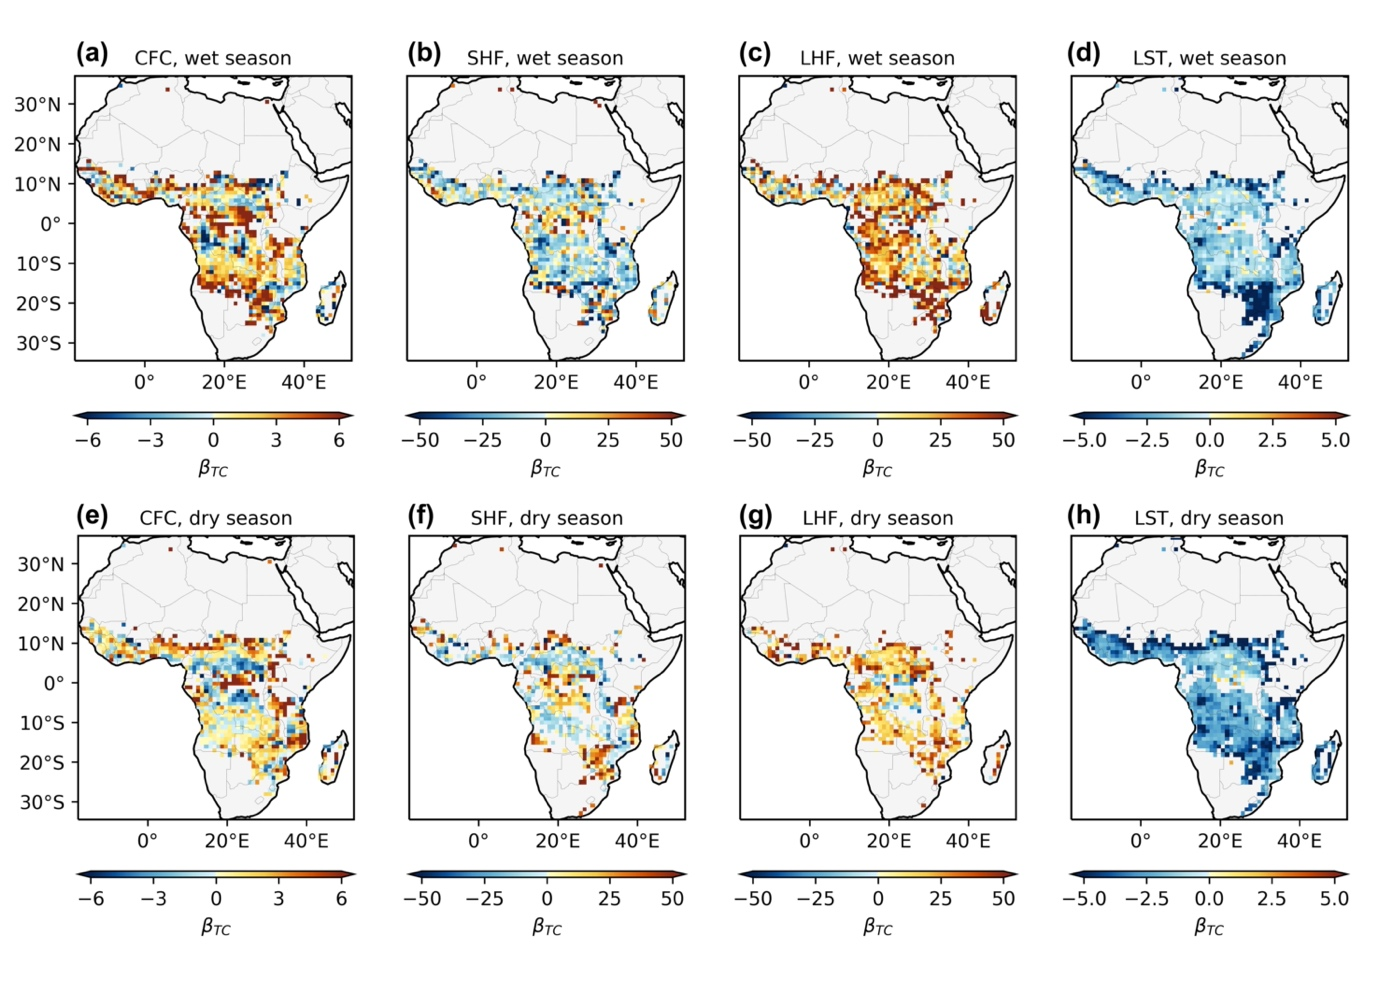 (a) CFC, wet season
(b) SHF, wet season
(c) LHF, wet season
(d) LST, wet season
30°N
20°N
10°N
0°
10°S
20°S
30°S
0° 20°E 40°E
0° 20°E 40°E
0° 20°E 40°E
0° 20°E 40°E
−6 −3 0 3 6
−50 −25 0 25 50
−50 −25 0 25 50
−5.0 −2.5 0.0 2.5 5.0
βTC
βTC
βTC
βTC
(e) CFC, dry season
(f) SHF, dry season
(g) LHF, dry season
(h) LST, dry season
30°N
20°N
10°N
0°
10°S
20°S
30°S
0° 20°E 40°E
0° 20°E 40°E
0° 20°E 40°E
0° 20°E 40°E
−6 −3 0 3 6
−50 −25 0 25 50
−50 −25 0 25 50
−5.0 −2.5 0.0 2.5 5.0
βTC
βTC
βTC
βTC